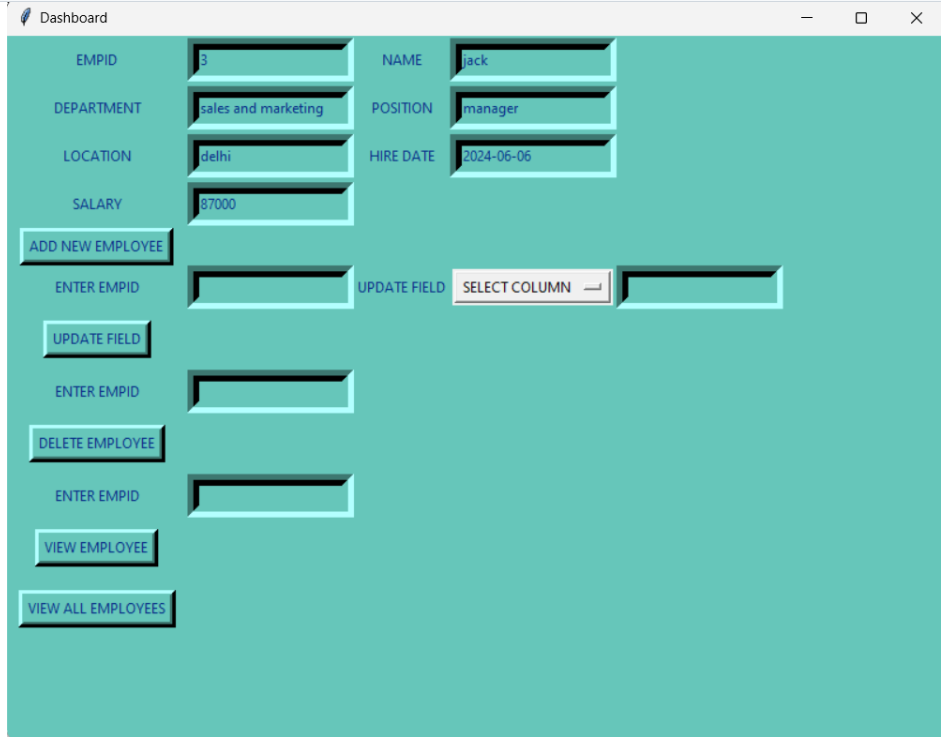 Dashboard
EMPID 3 NAME jack
DEPARTMENT sales and marketing POSITION manager
LOCATION delhi HIRE DATE 2024-06-06
SALARY 87000
ADD NEW EMPLOYEE
ENTER EMPID UPDATE FIELD SELECT COLUMN
UPDATE FIELD
ENTER EMPID
DELETE EMPLOYEE
ENTER EMPID
VIEW EMPLOYEE
VIEW ALL EMPLOYEES